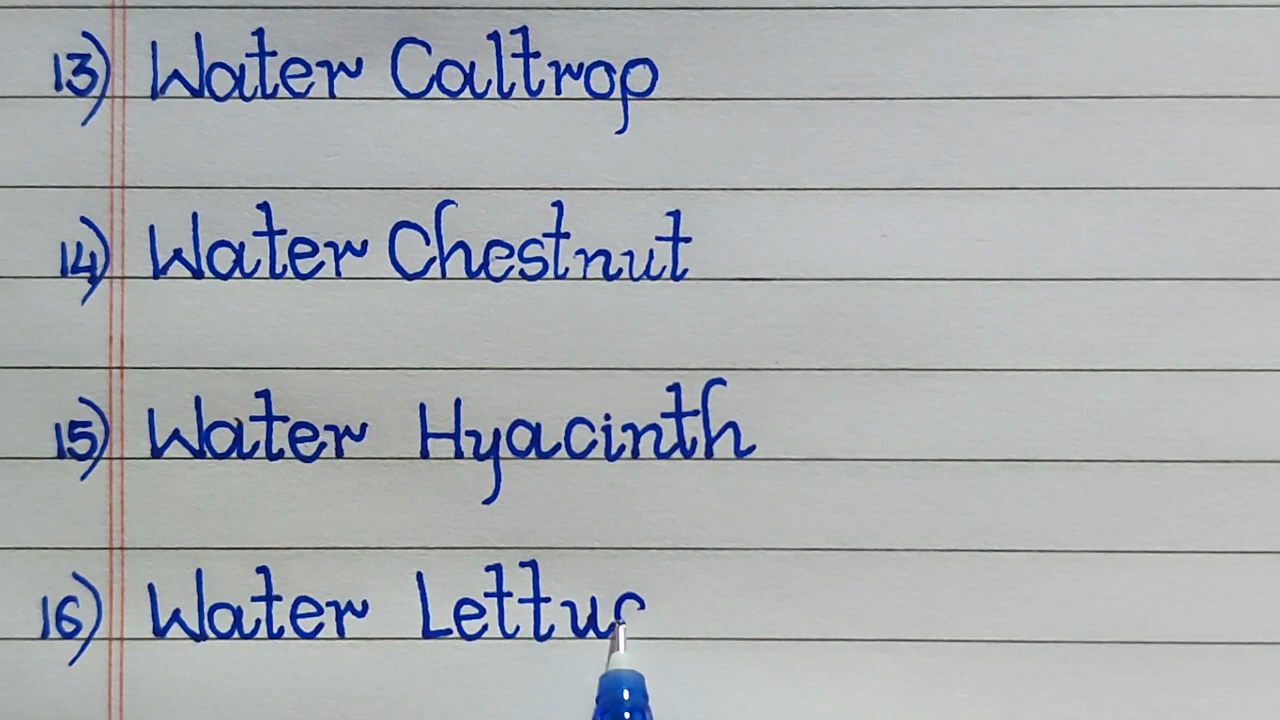 13) Water Caltrop
14) Water Chestnut
15) Water Hyacinth
16) Water Lettuc